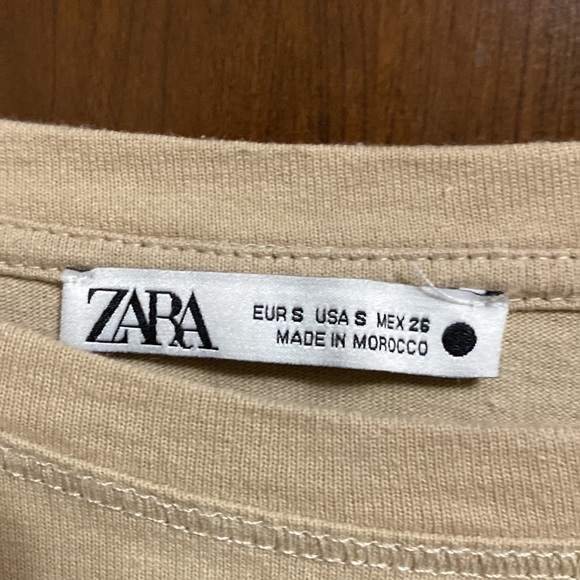 ZARA
EUR S USA S MEX 26
MADE IN MOROCCO